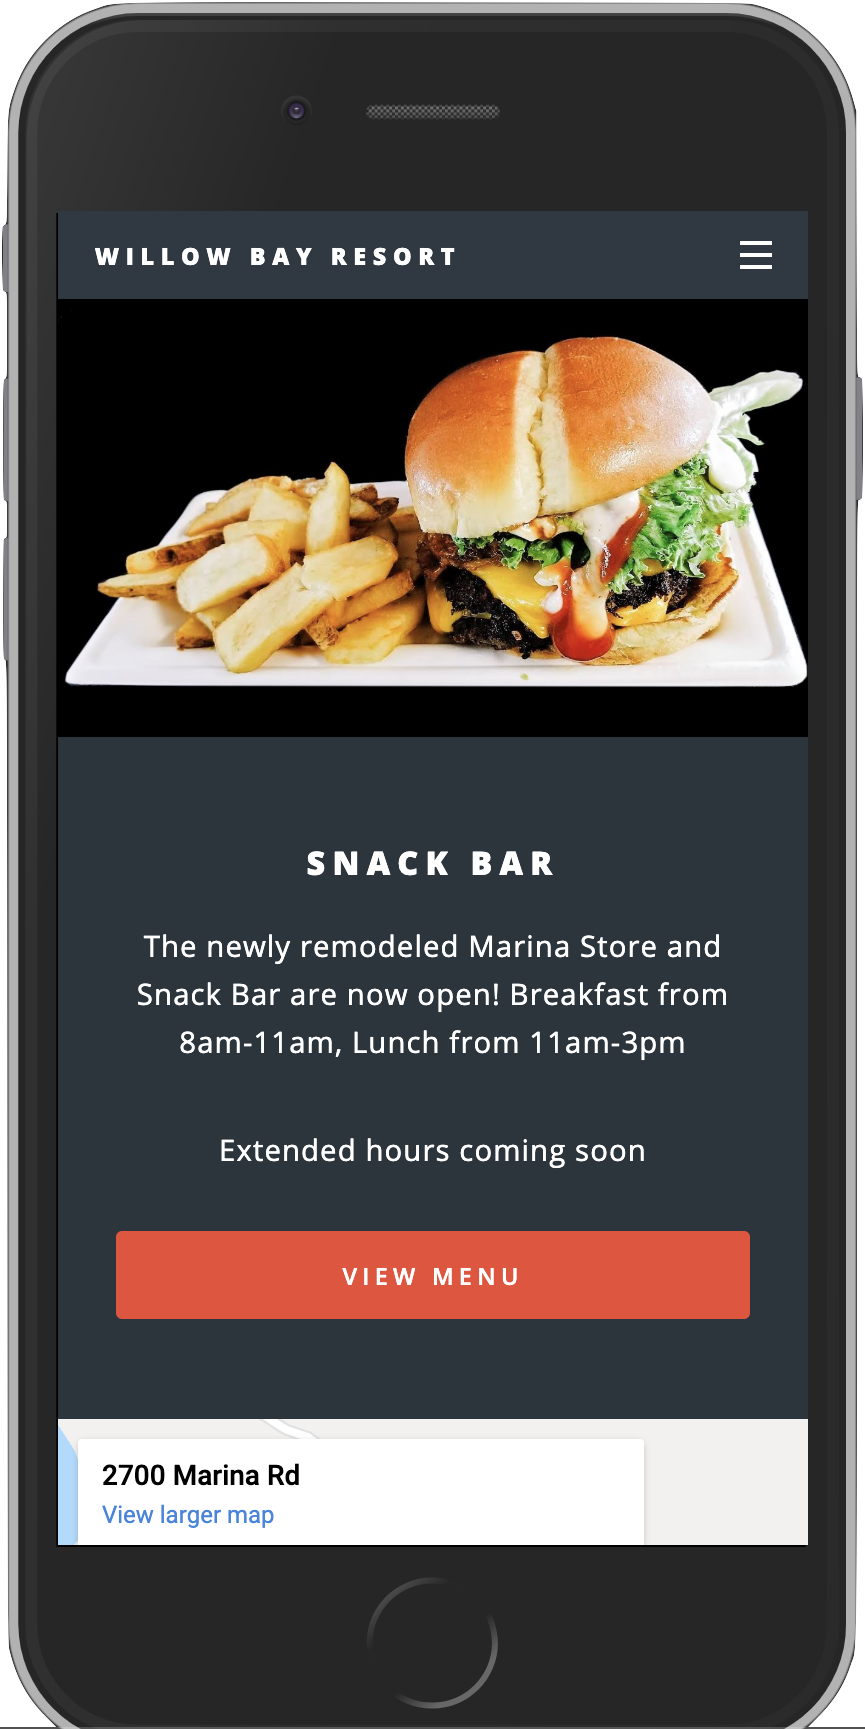 WILLOW BAY RESORT
SNACK BAR
The newly remodeled Marina Store and
Snack Bar are now open! Breakfast from
8am-11am, Lunch from 11am-3pm
Extended hours coming soon
VIEW MENU
2700 Marina Rd
View larger map